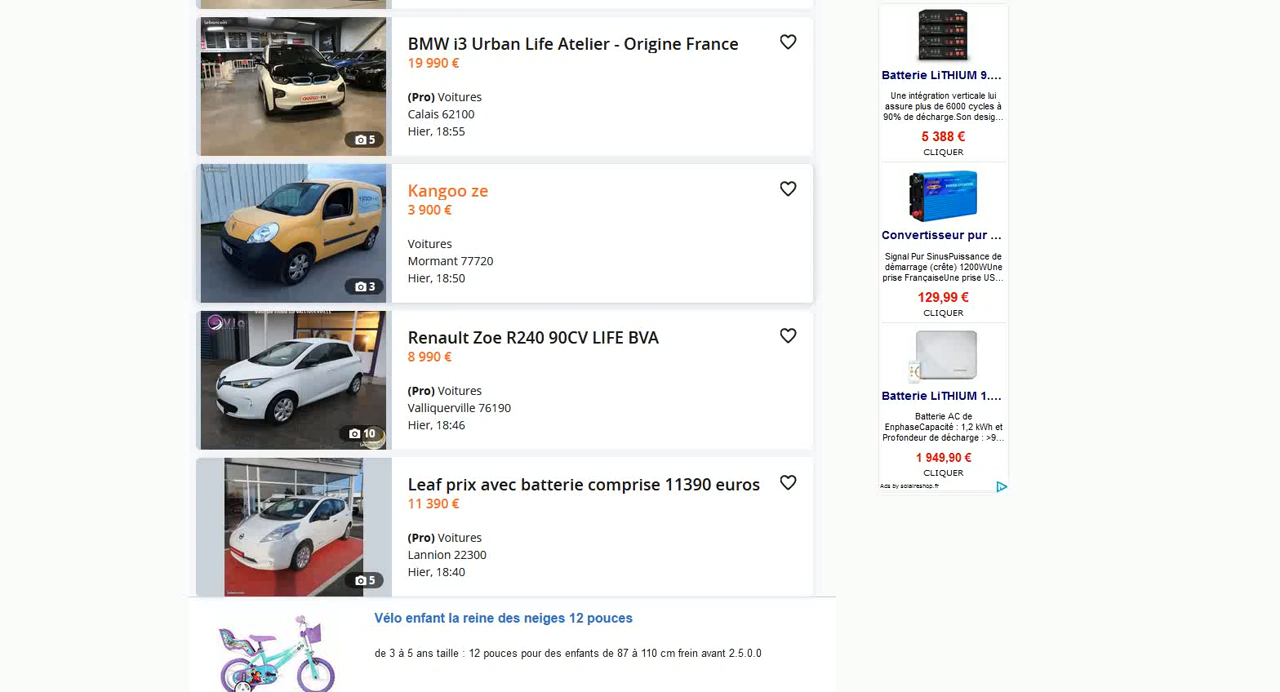 BMW i3 Urban Life Atelier - Origine France
19 990 €
(Pro) Voitures
Calais 62100
Hier, 18:55
5
Kangoo ze
3 900 €
Voitures
Mormant 77720
Hier, 18:50
3
Renault Zoe R240 90CV LIFE BVA
8 990 €
(Pro) Voitures
Valliquerville 76190
Hier, 18:46
10
Leaf prix avec batterie comprise 11390 euros
11 390 €
(Pro) Voitures
Lannion 22300
Hier, 18:40
5
Vélo enfant la reine des neiges 12 pouces
de 3 à 5 ans taille : 12 pouces pour des enfants de 87 à 110 cm frein avant 2.5.0.0
Batterie LiTHIUM 9....
Une intégration verticale lui
assure plus de 6000 cycles à
90% de décharge.Son desig...
5 388 €
CLIQUER
Convertisseur pur ...
Signal Pur SinusPuissance de
démarrage (crête) 1200WUne
prise FrançaiseUne prise US...
129,99 €
CLIQUER
Batterie LiTHIUM 1....
Batterie AC de
EnphaseCapacité : 1,2 kWh et
Profondeur de décharge : >9...
1 949,90 €
CLIQUER
Ads by solaireshop.fr